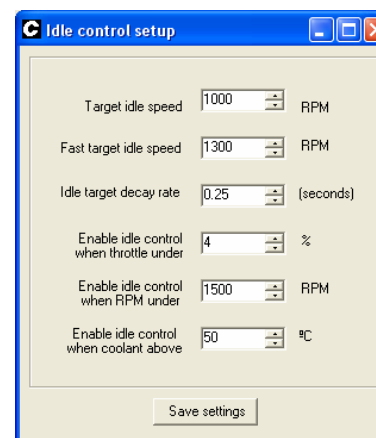 C Idle control setup
Target idle speed 1000 RPM
Fast target idle speed 1300 RPM
Idle target decay rate 0.25 (seconds)
Enable idle control
when throttle under 4 %
Enable idle control
when RPM under 1500 RPM
Enable idle control
when coolant above 50 ºC
Save settings